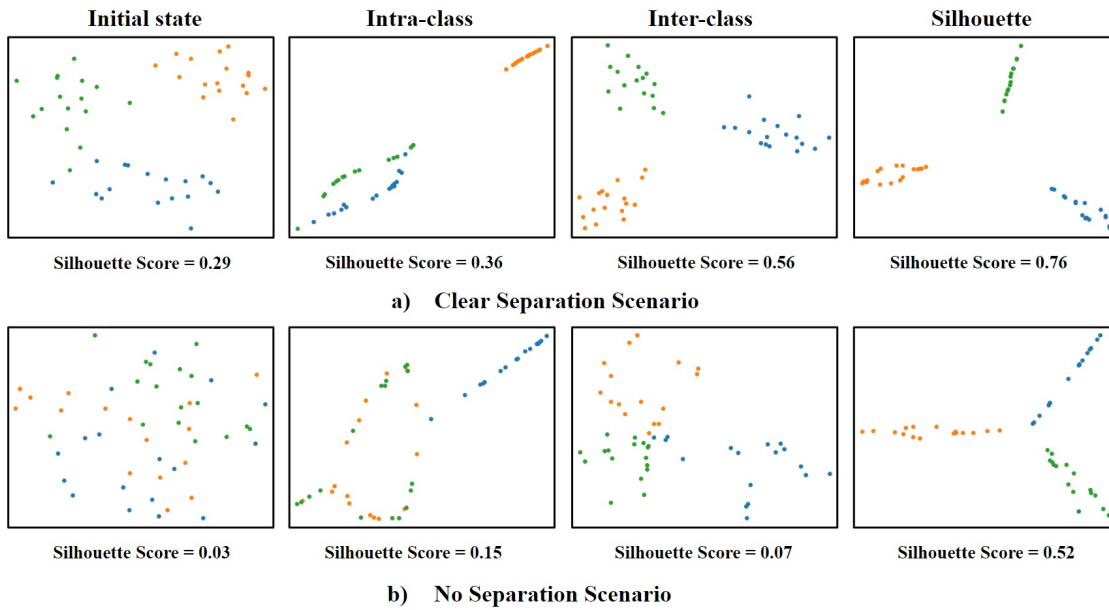 Initial state
Intra-class
Inter-class
Silhouette
Silhouette Score = 0.29
Silhouette Score = 0.36
Silhouette Score = 0.56
Silhouette Score = 0.76
a) Clear Separation Scenario
Silhouette Score = 0.03
Silhouette Score = 0.15
Silhouette Score = 0.07
Silhouette Score = 0.52
b) No Separation Scenario